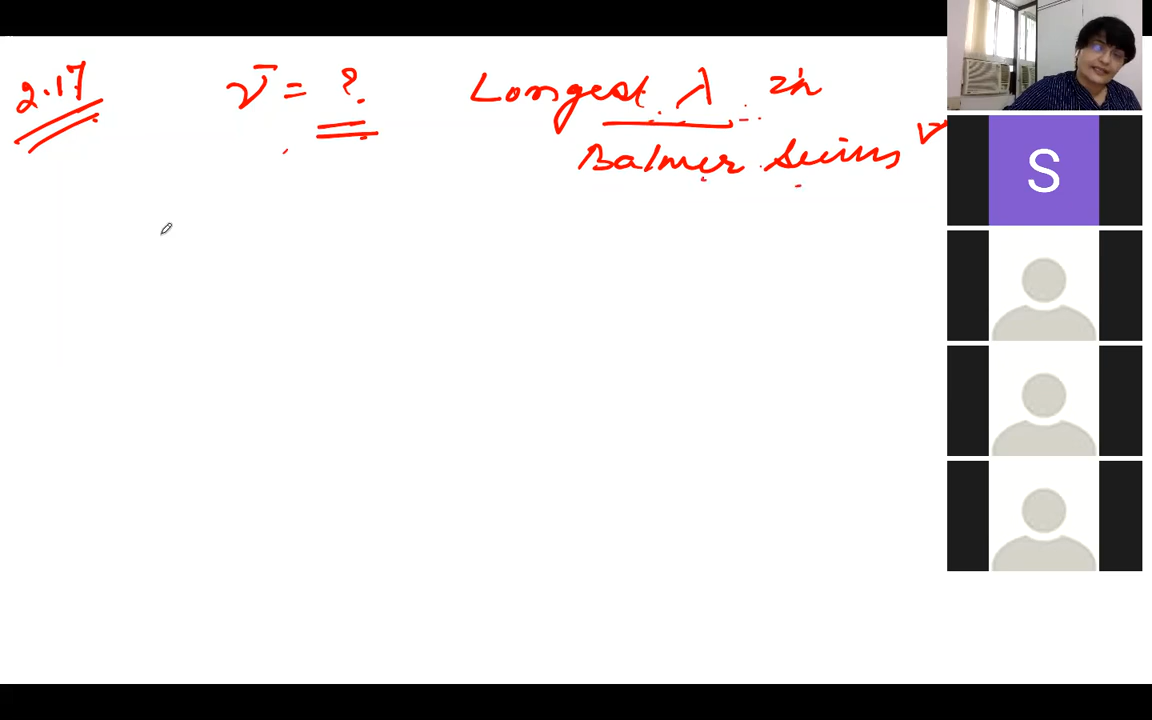 2.17 ν̄ = ? Longest λ in
Balmer Series
S